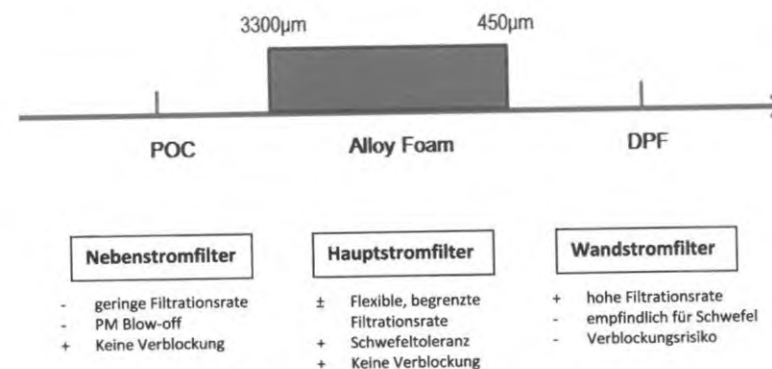 3300µm 450µm
POC Alloy Foam DPF
Nebenstromfilter
- geringe Filtrationsrate
- PM Blow-off
+ Keine Verblockung
Hauptstromfilter
± Flexible, begrenzte
Filtrationsrate
+ Schwefeltoleranz
+ Keine Verblockung
Wandstromfilter
+ hohe Filtrationsrate
- empfindlich für Schwefel
- Verblockungsrisiko